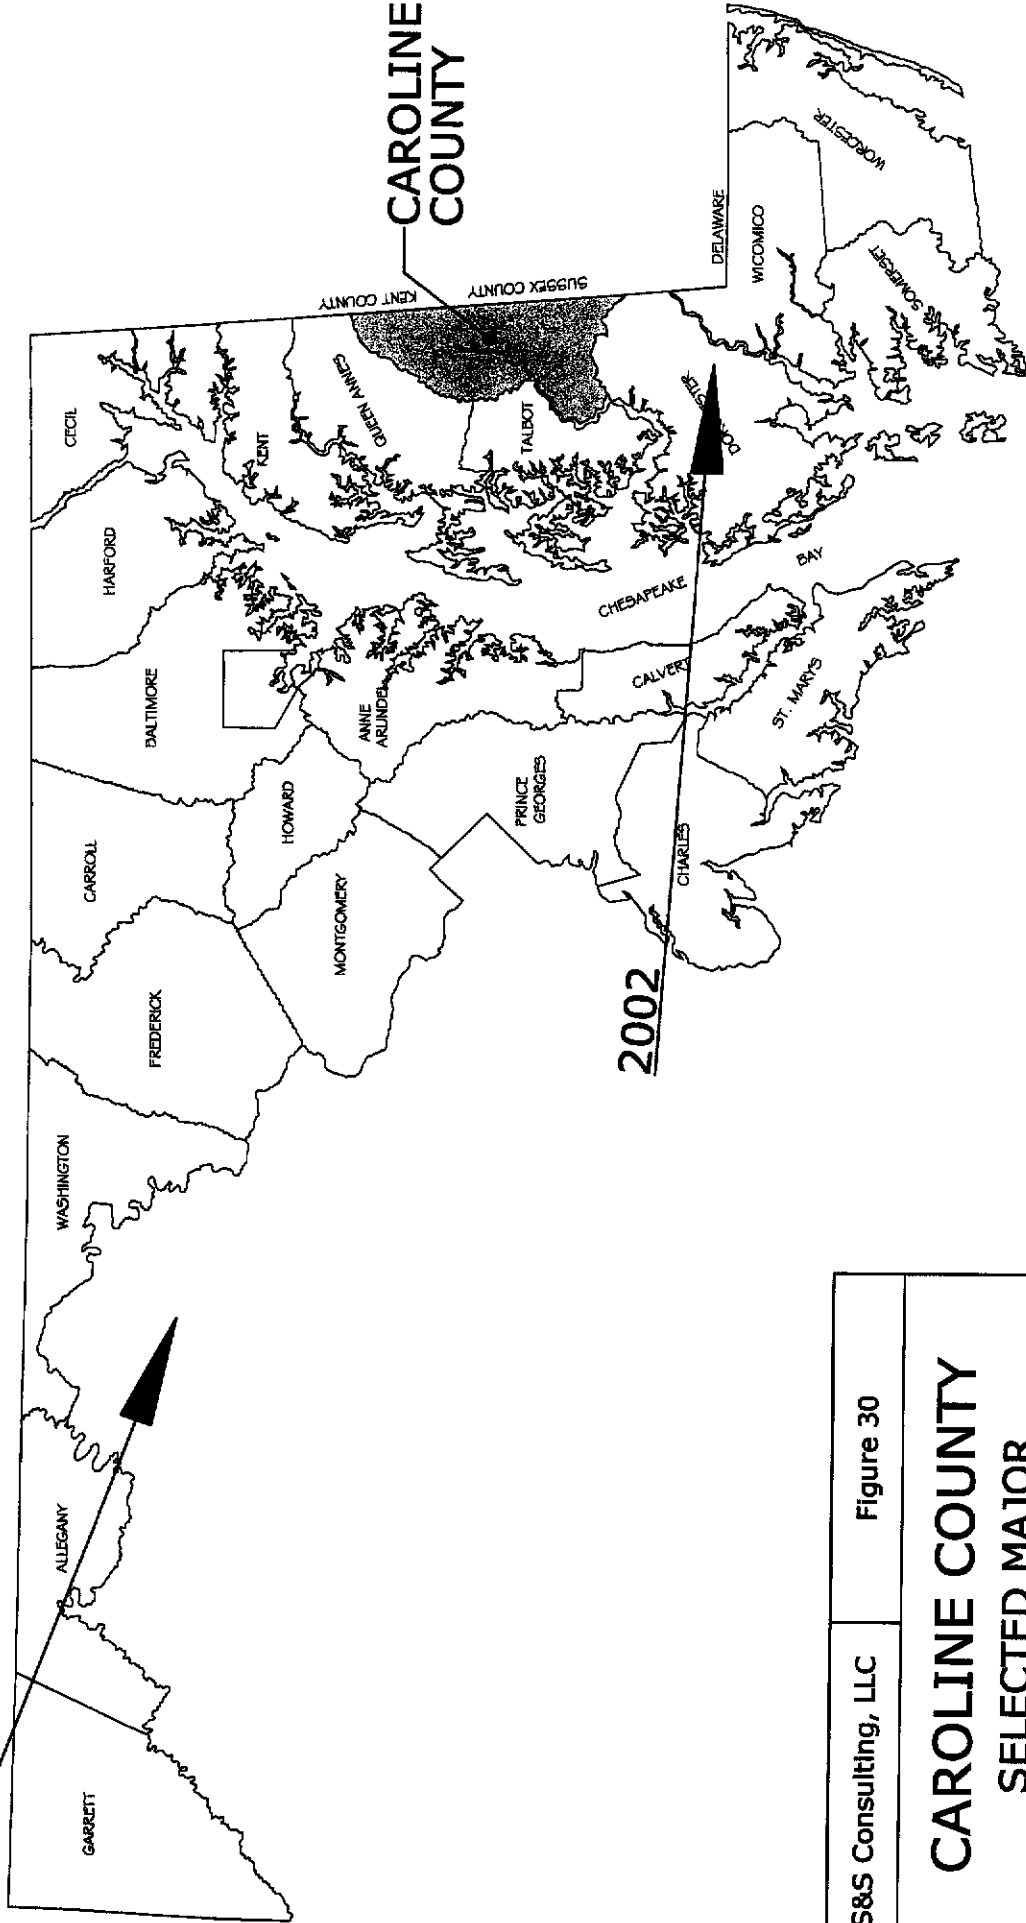 CAROLINE
COUNTY
KENT COUNTY
SUSSEX COUNTY
DELAWARE
CECIL
HARFORD
KENT
QUEEN ANNES
TALBOT
BALTIMORE
CARROLL
HOWARD
ANNE
ARUNDEL
FREDERICK
MONTGOMERY
PRINCE
GEORGES
WASHINGTON
ALLEGANY
GARRETT
CALVERT
CHARLES
ST. MARYS
CHESAPEAKE
BAY
WICOMICO
WORCESTER
SOMERSET
2002
S&S Consulting, LLC
Figure 30
CAROLINE COUNTY
SELECTED MAJOR